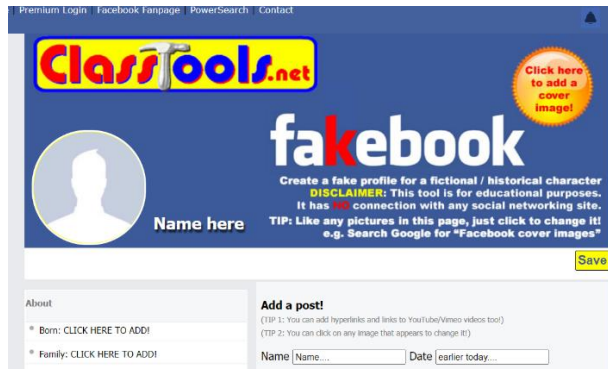 Premium Login | Facebook Fanpage | PowerSearch | Contact
ClassTools.net
Click here
to add a
cover
image!
fakebook
Create a fake profile for a fictional / historical character
DISCLAIMER: This tool is for educational purposes.
It has NO connection with any social networking site.
Name here
TIP: Like any pictures in this page, just click to change it!
e.g. Search Google for "Facebook cover images"
Save
About
Born: CLICK HERE TO ADD!
Family: CLICK HERE TO ADD!
Add a post!
(TIP 1: You can add hyperlinks and links to YouTube/Vimeo videos too!)
(TIP 2: You can click on any image that appears to change it!)
Name Name.... Date earlier today....